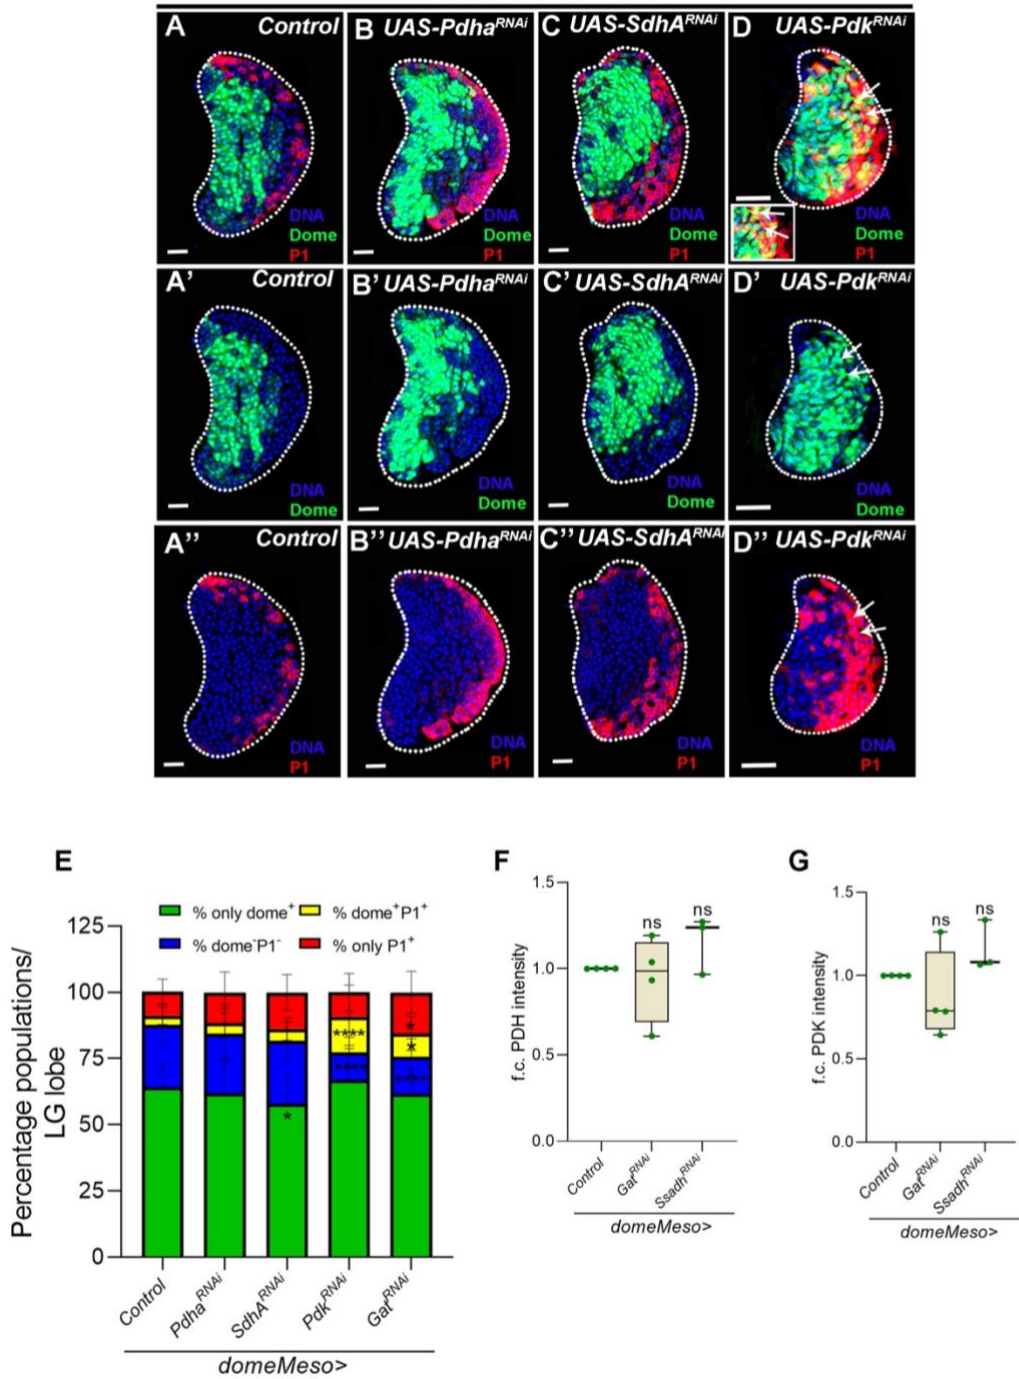 A Control
B UAS-Pdha^RNAi
C UAS-SdhA^RNAi
D UAS-Pdk^RNAi
DNA
Dome
P1
DNA
Dome
P1
DNA
Dome
P1
DNA
Dome
P1
A' Control
B' UAS-Pdha^RNAi
C' UAS-SdhA^RNAi
D' UAS-Pdk^RNAi
DNA
Dome
DNA
Dome
DNA
Dome
DNA
Dome
A'' Control
B'' UAS-Pdha^RNAi
C'' UAS-SdhA^RNAi
D'' UAS-Pdk^RNAi
DNA
P1
DNA
P1
DNA
P1
DNA
P1
E
% only dome+
% dome+P1+
% dome-P1-
% only P1+
Percentage populations/
LG lobe
125
100
75
50
25
0
****
****
*
*
*
****
Control
Pdha^RNAi
SdhA^RNAi
Pdk^RNAi
Gat^RNAi
domeMeso>
F
f.c. PDH intensity
1.5
1.0
0.5
0.0
ns
ns
Control
Gat^RNAi
Ssadh^RNAi
domeMeso>
G
f.c. PDK intensity
1.5
1.0
0.5
0.0
ns
ns
Control
Gat^RNAi
Ssadh^RNAi
domeMeso>